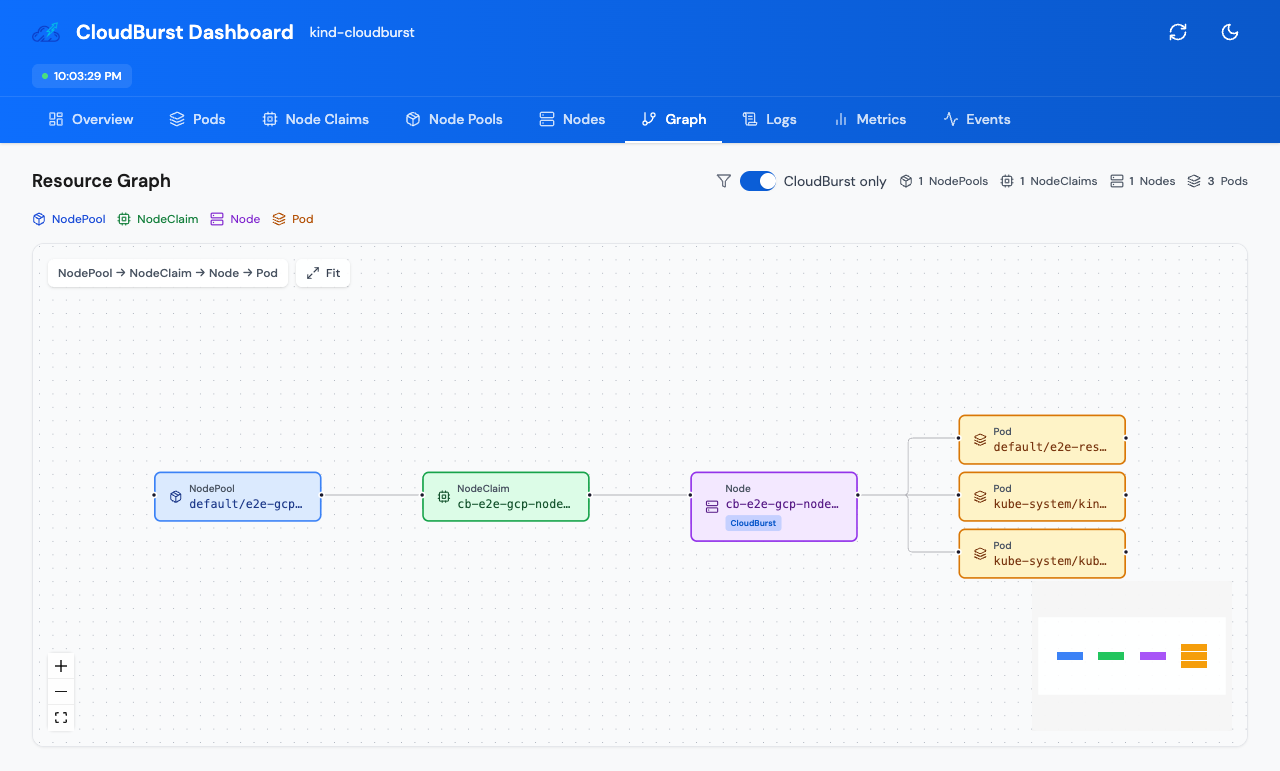 CloudBurst Dashboard kind-cloudburst
10:03:29 PM
Overview Pods Node Claims Node Pools Nodes Graph Logs Metrics Events
Resource Graph
CloudBurst only 1 NodePools 1 NodeClaims 1 Nodes 3 Pods
NodePool NodeClaim Node Pod
NodePool → NodeClaim → Node → Pod Fit
NodePool
default/e2e-gcp…
NodeClaim
cb-e2e-gcp-node…
Node
cb-e2e-gcp-node…
CloudBurst
Pod
default/e2e-res…
Pod
kube-system/kin…
Pod
kube-system/kub…